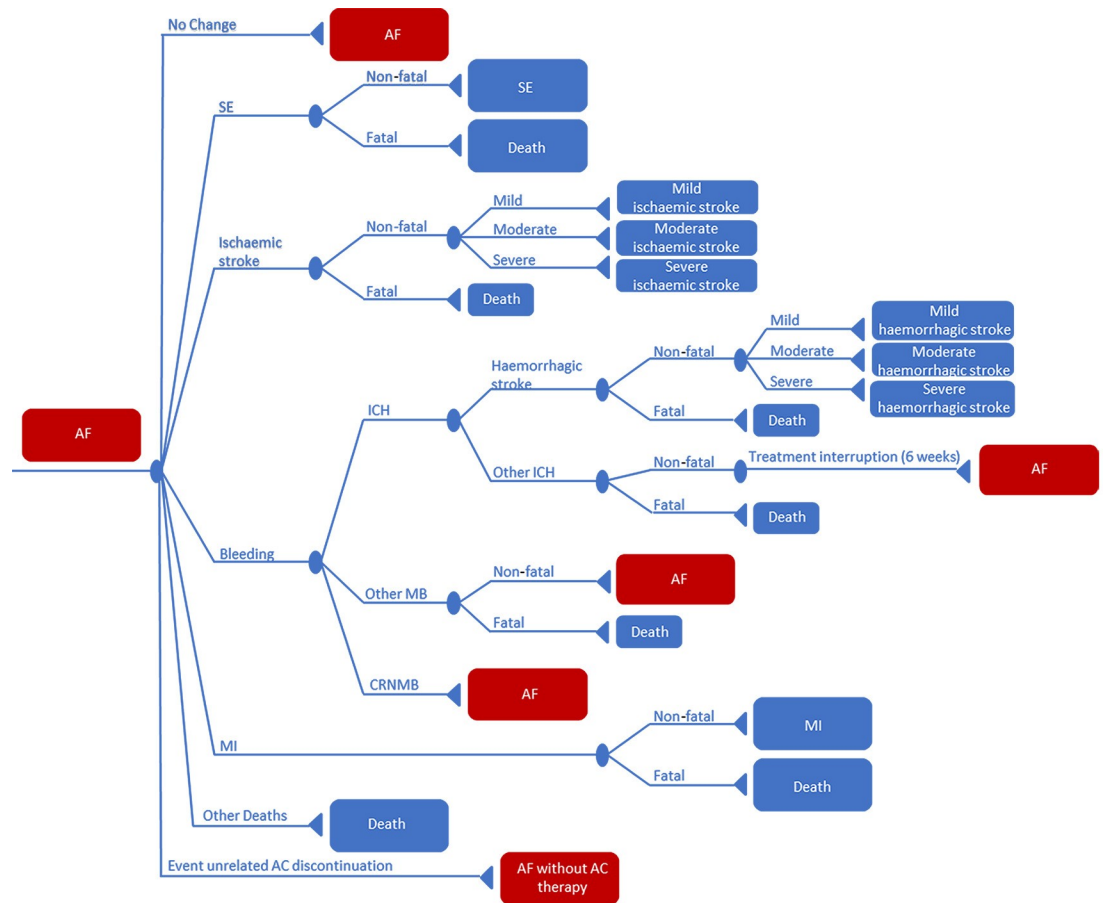 No Change
AF
Non-fatal
SE
SE
Fatal
Death
Mild
Mild
ischaemic stroke
Non-fatal
Moderate
Moderate
ischaemic stroke
Ischaemic
stroke
Severe
Severe
ischaemic stroke
Fatal
Death
Mild
Mild
haemorrhagic stroke
Haemorrhagic
stroke
Non-fatal
Moderate
Moderate
haemorrhagic stroke
Severe
Severe
haemorrhagic stroke
ICH
Fatal
Death
AF
Other ICH
Non-fatal
Treatment interruption (6 weeks)
AF
Fatal
Death
Bleeding
Non-fatal
AF
Other MB
Fatal
Death
CRNMB
AF
Non-fatal
MI
MI
Fatal
Death
Other Deaths
Death
Event unrelated AC discontinuation
AF without AC
therapy